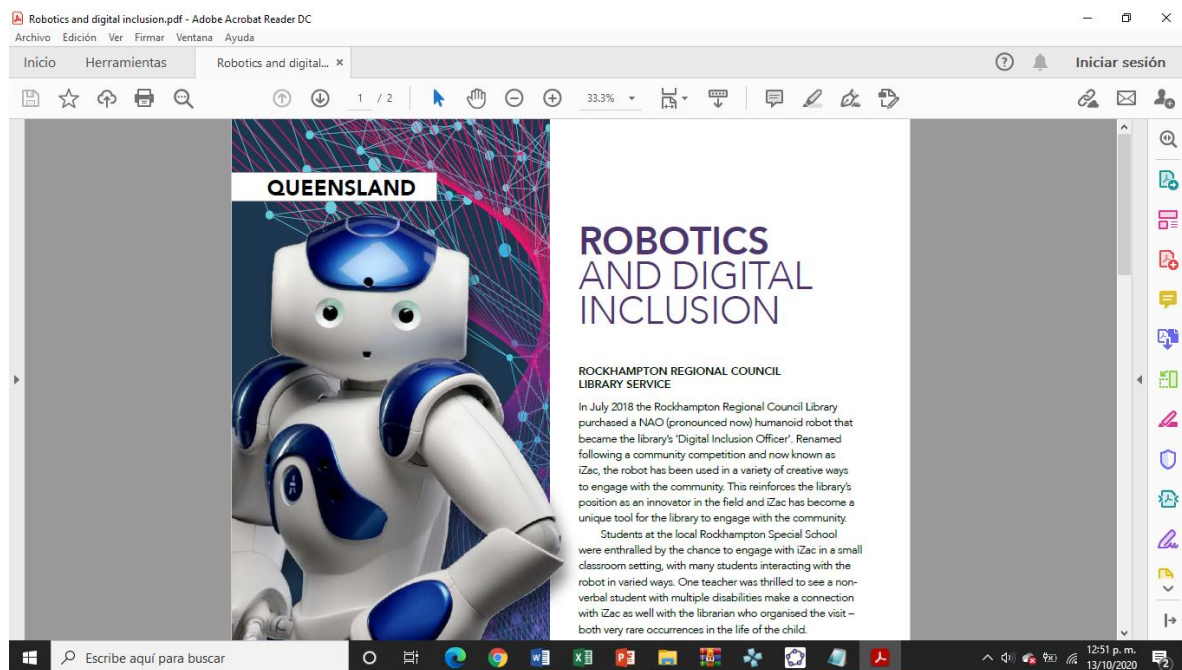 Robotics and digital inclusion.pdf - Adobe Acrobat Reader DC
Archivo Edición Ver Firmar Ventana Ayuda
Inicio Herramientas Robotics and digital... × Iniciar sesión
1 / 2 33.3%
QUEENSLAND
ROBOTICS
AND DIGITAL
INCLUSION
ROCKHAMPTON REGIONAL COUNCIL
LIBRARY SERVICE
In July 2018 the Rockhampton Regional Council Library
purchased a NAO (pronounced now) humanoid robot that
became the library's 'Digital Inclusion Officer'. Renamed
following a community competition and now known as
iZac, the robot has been used in a variety of creative ways
to engage with the community. This reinforces the library's
position as an innovator in the field and iZac has become a
unique tool for the library to engage with the community.
Students at the local Rockhampton Special School
were enthralled by the chance to engage with iZac in a small
classroom setting, with many students interacting with the
robot in varied ways. One teacher was thrilled to see a non-
verbal student with multiple disabilities make a connection
with iZac as well with the librarian who organised the visit –
both very rare occurrences in the life of the child.
Escribe aquí para buscar
12:51 p. m.
13/10/2020
2